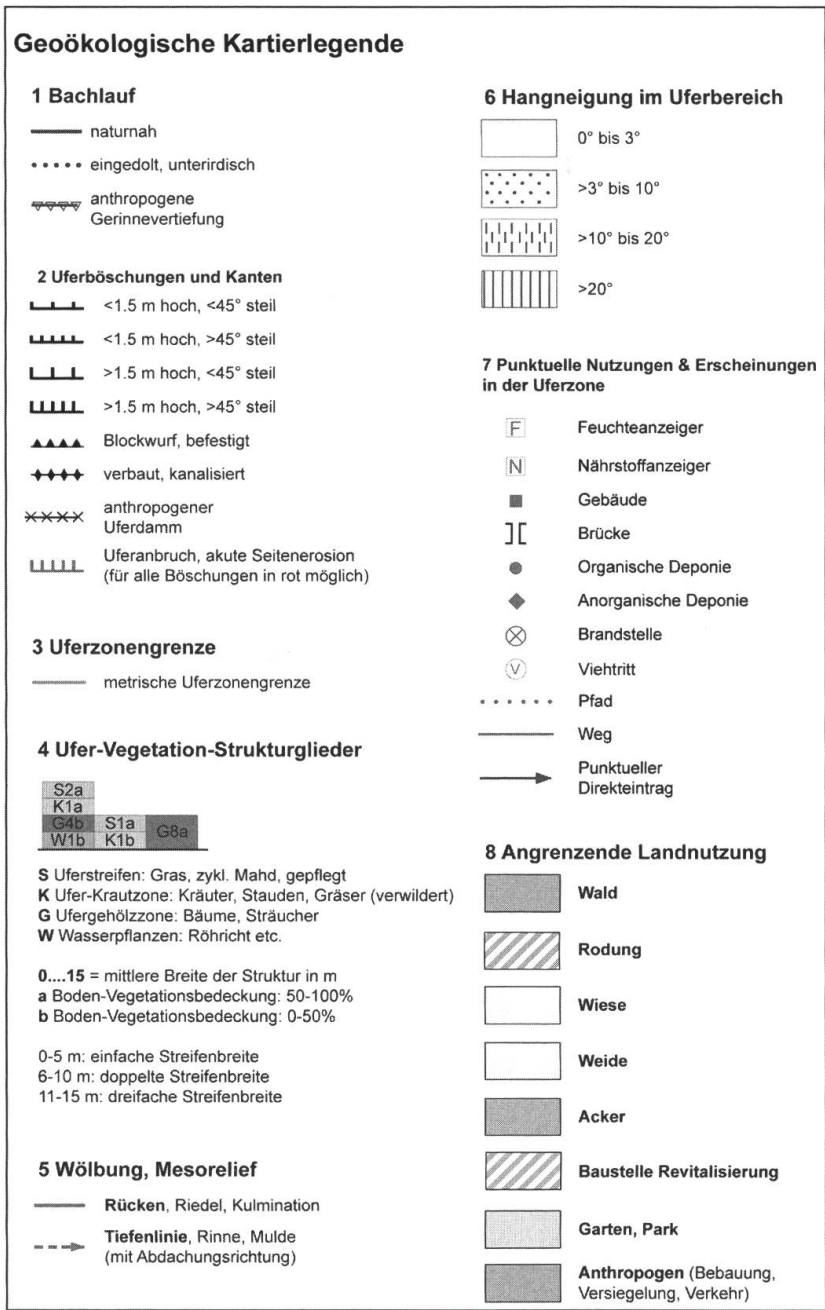 Geoökologische Kartierlegende
1 Bachlauf
naturnah
eingedolt, unterirdisch
anthropogene
Gerinnevertiefung
2 Uferböschungen und Kanten
<1.5 m hoch, <45° steil
<1.5 m hoch, >45° steil
>1.5 m hoch, <45° steil
>1.5 m hoch, >45° steil
Blockwurf, befestigt
verbaut, kanalisiert
anthropogener
Uferdamm
Uferanbruch, akute Seitenerosion
(für alle Böschungen in rot möglich)
3 Uferzonengrenze
metrische Uferzonengrenze
4 Ufer-Vegetation-Strukturglieder
S2a
K1a
G4b S1a
W1b K1b G8a
S Uferstreifen: Gras, zykl. Mahd, gepflegt
K Ufer-Krautzone: Kräuter, Stauden, Gräser (verwildert)
G Ufergehölzzone: Bäume, Sträucher
W Wasserpflanzen: Röhricht etc.
0....15 = mittlere Breite der Struktur in m
a Boden-Vegetationsbedeckung: 50-100%
b Boden-Vegetationsbedeckung: 0-50%
0-5 m: einfache Streifenbreite
6-10 m: doppelte Streifenbreite
11-15 m: dreifache Streifenbreite
5 Wölbung, Mesorelief
Rücken, Riedel, Kulmination
Tiefenlinie, Rinne, Mulde
(mit Abdachungsrichtung)
6 Hangneigung im Uferbereich
0° bis 3°
>3° bis 10°
>10° bis 20°
>20°
7 Punktuelle Nutzungen & Erscheinungen
in der Uferzone
F Feuchteanzeiger
N Nährstoffanzeiger
Gebäude
Brücke
Organische Deponie
Anorganische Deponie
Brandstelle
V Viehtritt
Pfad
Weg
Punktueller
Direkteintrag
8 Angrenzende Landnutzung
Wald
Rodung
Wiese
Weide
Acker
Baustelle Revitalisierung
Garten, Park
Anthropogen (Bebauung,
Versiegelung, Verkehr)